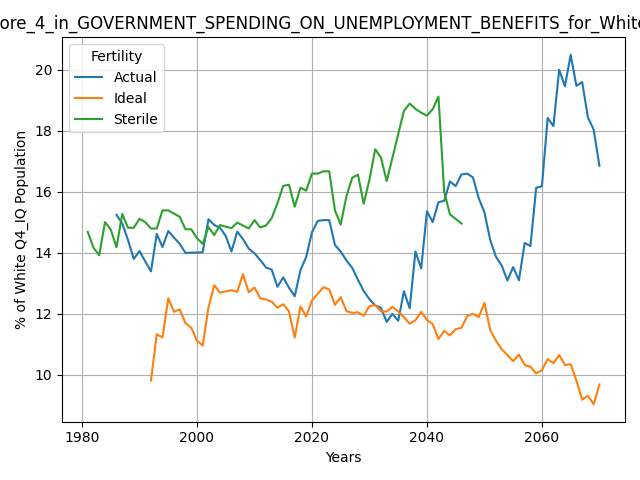 ore_4_in_GOVERNMENT_SPENDING_ON_UNEMPLOYMENT_BENEFITS_for_White
Fertility
Actual
Ideal
Sterile
% of White Q4_IQ Population
20
18
16
14
12
10
1980
2000
2020
2040
2060
Years